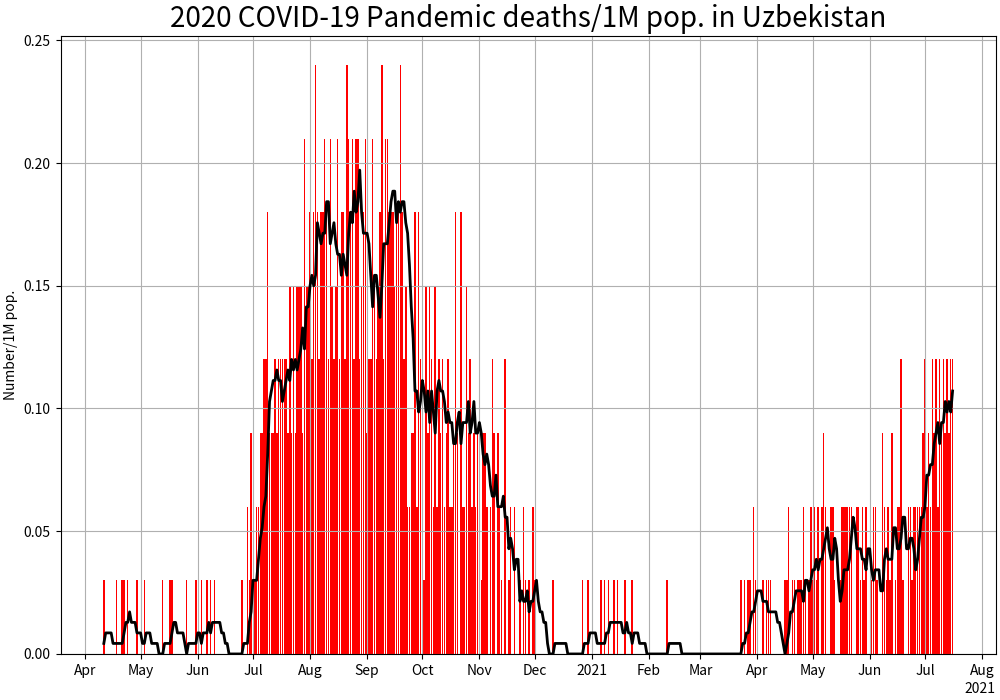 2020 COVID-19 Pandemic deaths/1M pop. in Uzbekistan
Number/1M pop.
0.25
0.20
0.15
0.10
0.05
0.00
Apr May Jun Jul Aug Sep Oct Nov Dec 2021 Feb Mar Apr May Jun Jul Aug
2021